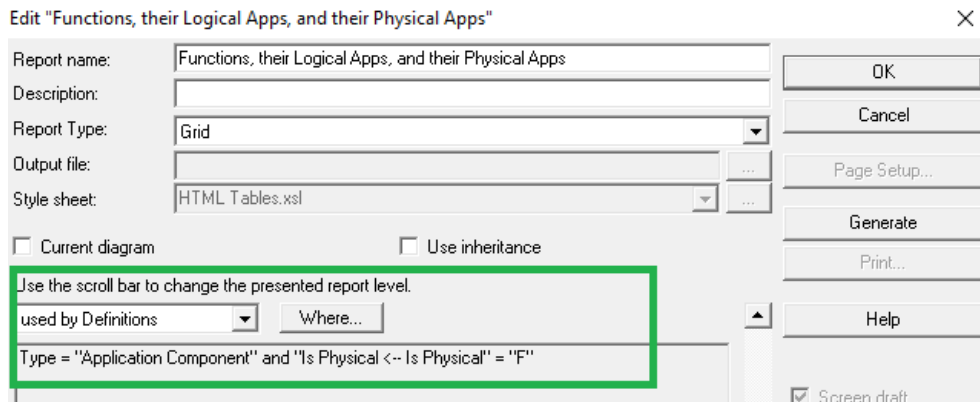 Edit "Functions, their Logical Apps, and their Physical Apps"
Report name:
Functions, their Logical Apps, and their Physical Apps
OK
Description:
Cancel
Report Type:
Grid
Output file:
...
Page Setup...
Style sheet:
HTML Tables.xsl
...
Generate
Current diagram
Use inheritance
Print...
Use the scroll bar to change the presented report level.
used by Definitions
Where...
Help
Type = "Application Component" and "Is Physical <-- Is Physical" = "F"
Screen draft